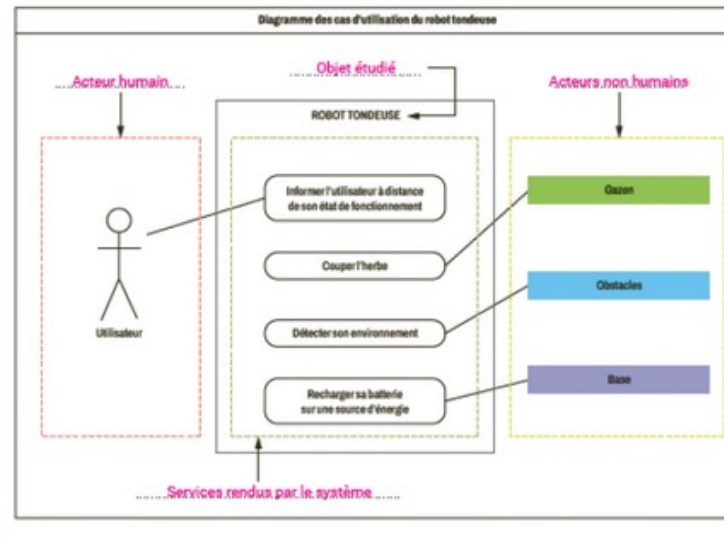 Diagramme des cas d'utilisation du robot tondeuse
Acteur humain
Objet étudié
Acteurs non humains
ROBOT TONDEUSE
Informer l'utilisateur à distance
de son état de fonctionnement
Couper l'herbe
Détecter son environnement
Recharger sa batterie
sur une source d'énergie
Utilisateur
Gazon
Obstacles
Base
Services rendus par le système